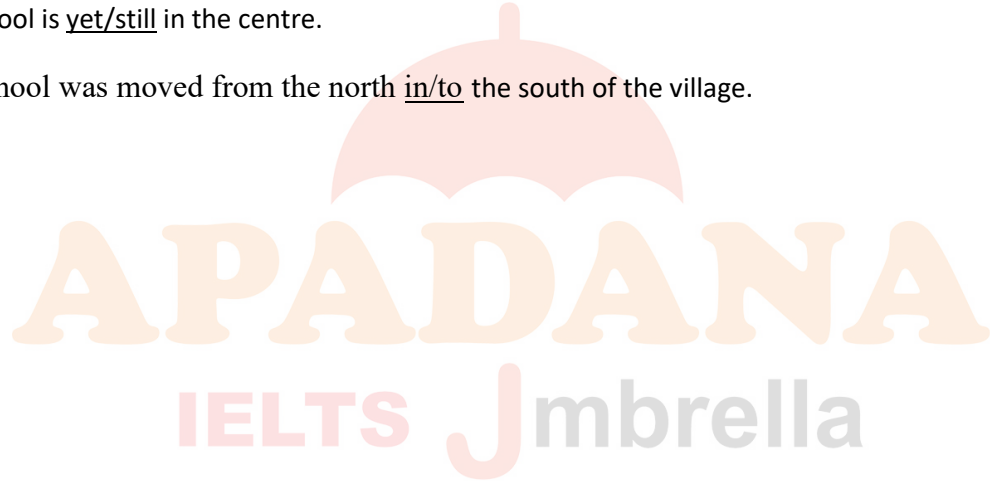 ool is yet/still in the centre.
hool was moved from the north in/to the south of the village.
APADANA
IELTS Jmbrella